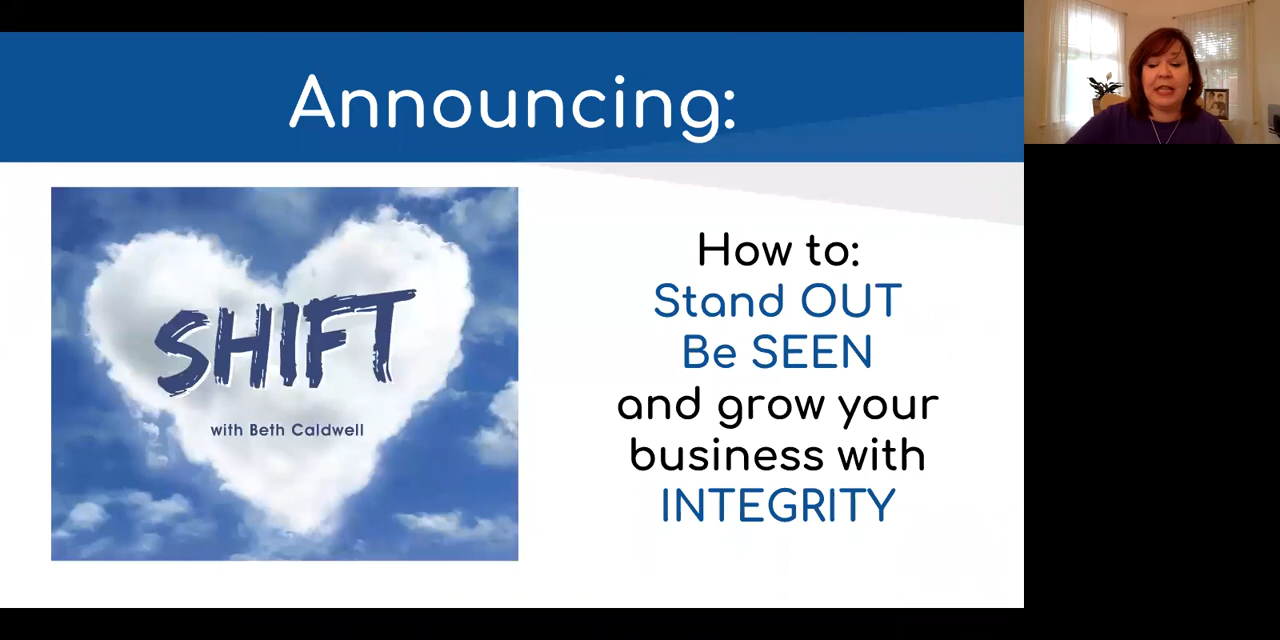 Announcing:
SHIFT
with Beth Caldwell
How to:
Stand OUT
Be SEEN
and grow your
business with
INTEGRITY